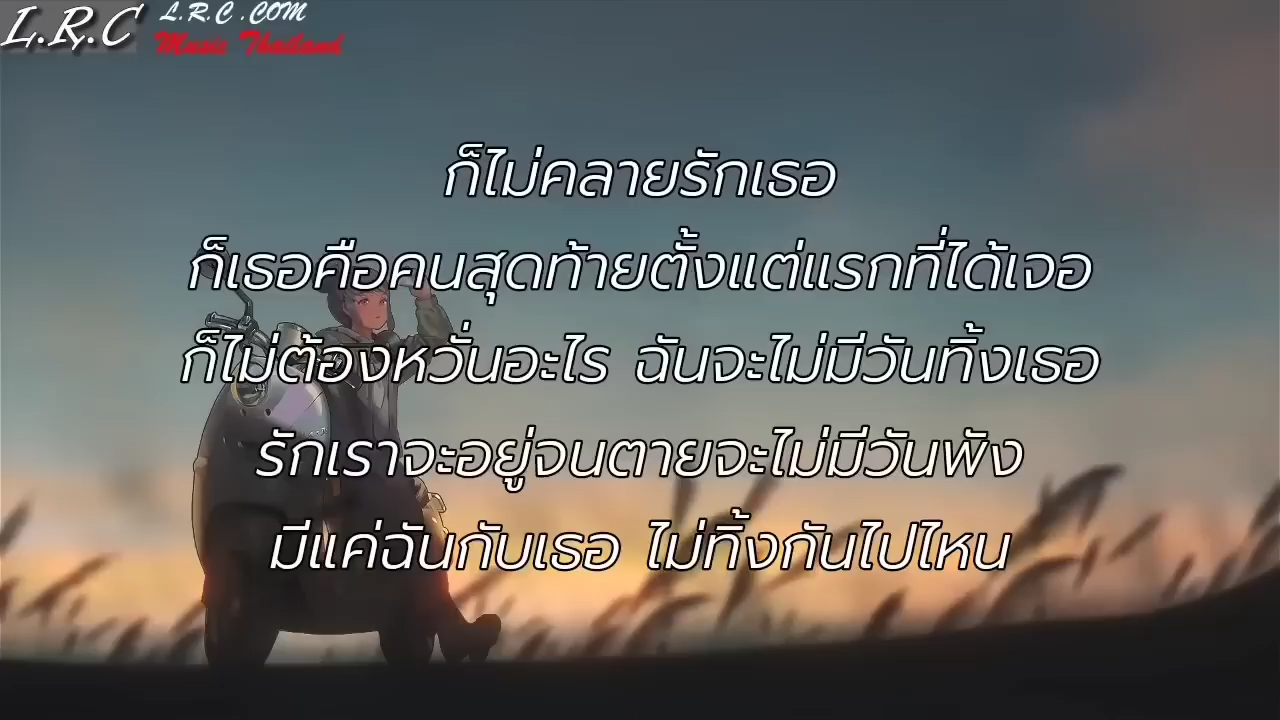 L.R.C
L.R.C .COM
Music Thailand
ก็ไม่คลายรักเธอ
ก็เธอคือคนสุดท้ายตั้งแต่แรกที่ได้เจอ
ก็ไม่ต้องหวั่นอะไร ฉันจะไม่มีวันทิ้งเธอ
รักเราจะอยู่จนตายจะไม่มีวันพัง
มีแค่ฉันกับเธอ ไม่ทิ้งกันไปไหน